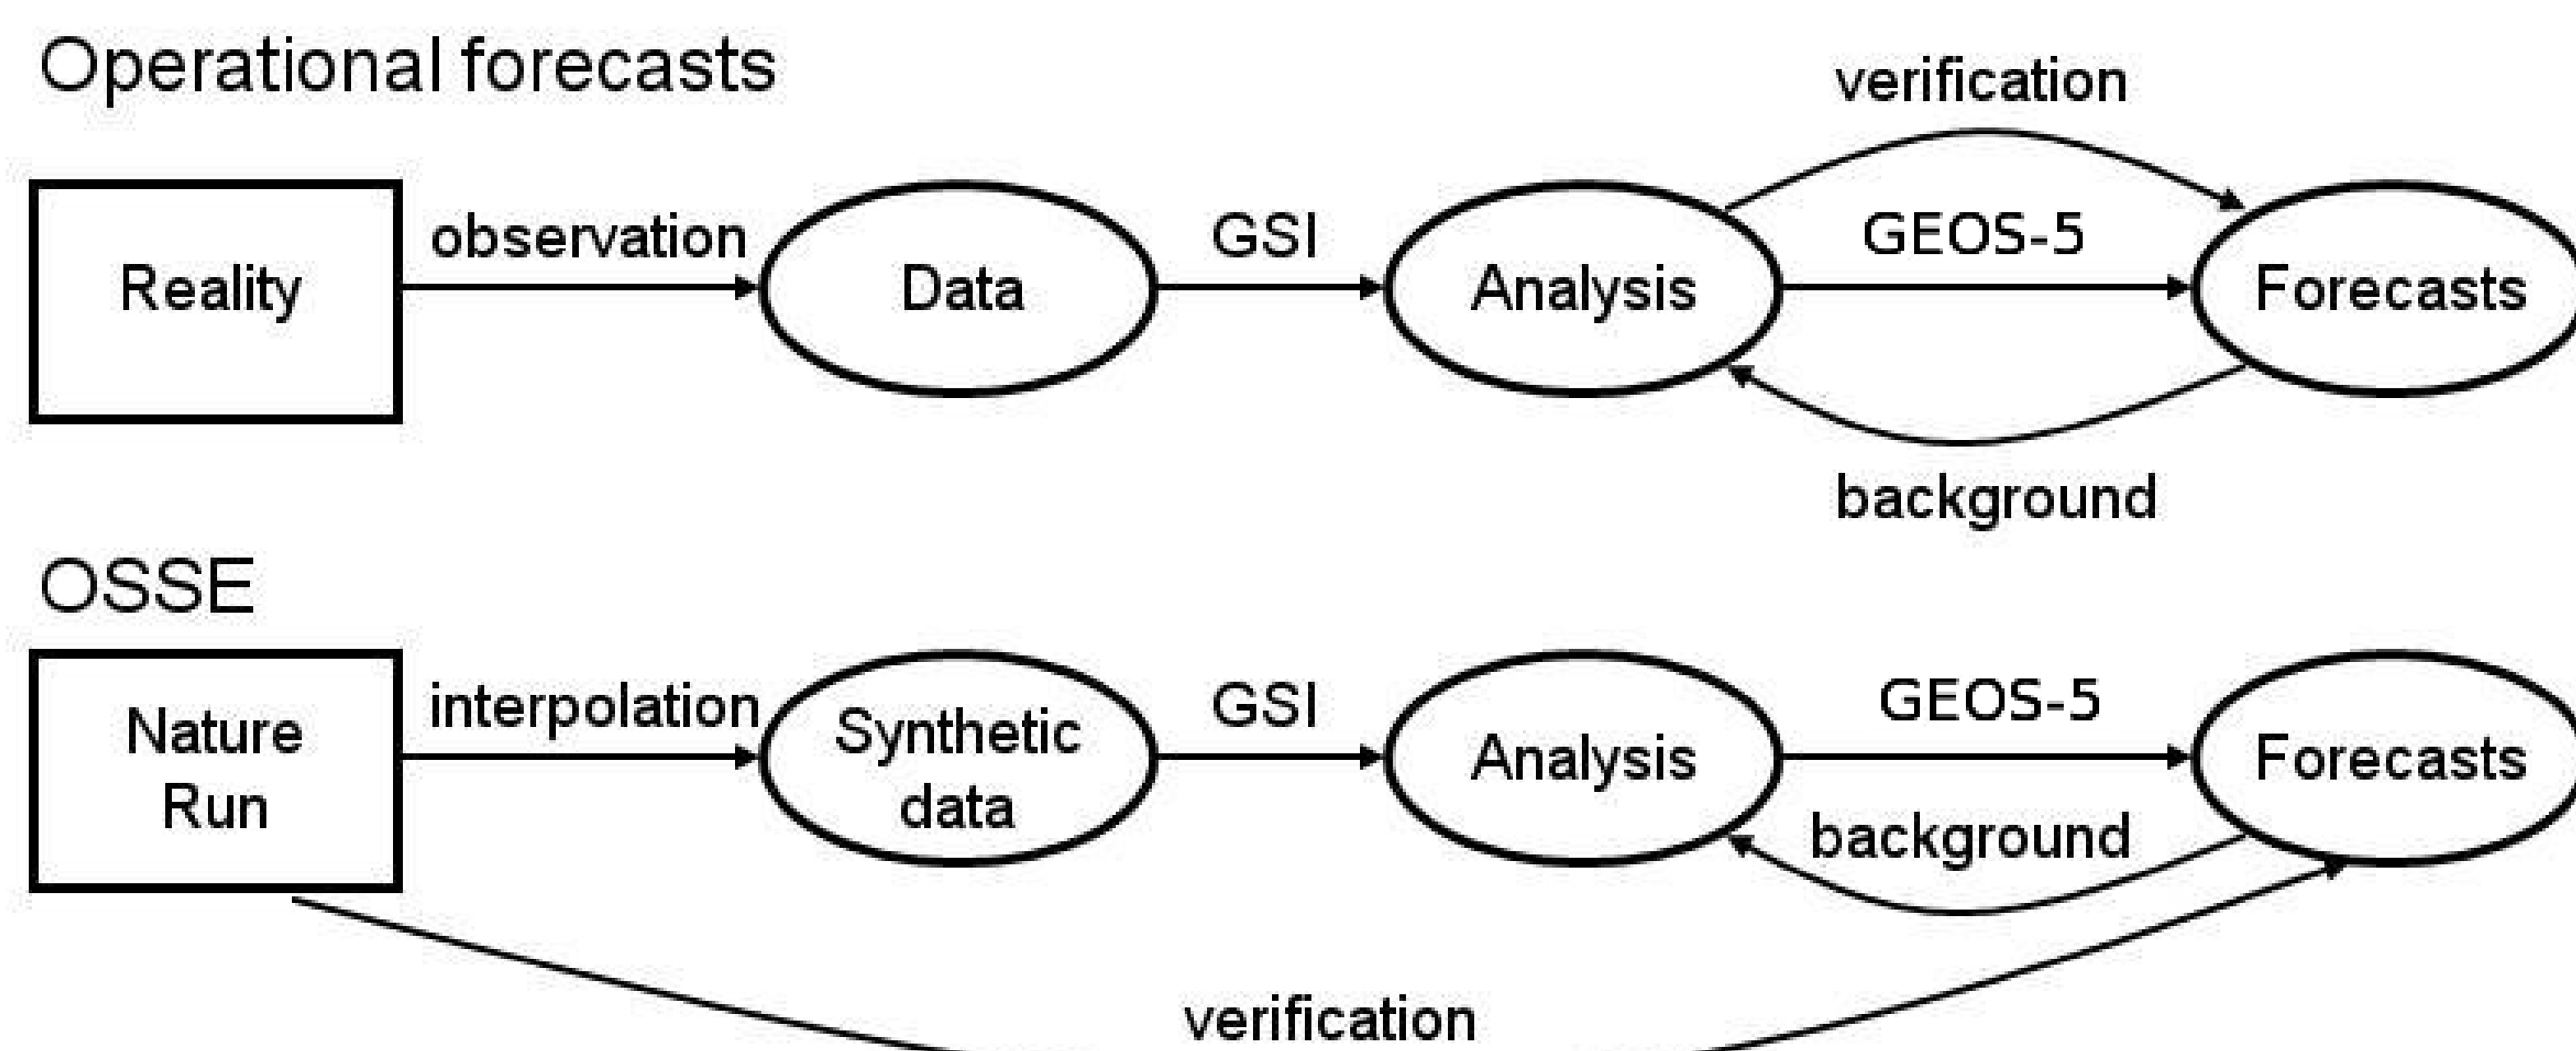 Operational forecasts
verification
observation
GSI
GEOS-5
Reality
Data
Analysis
Forecasts
background
OSSE
interpolation
GSI
GEOS-5
Nature
Run
Synthetic
data
Analysis
Forecasts
background
verification